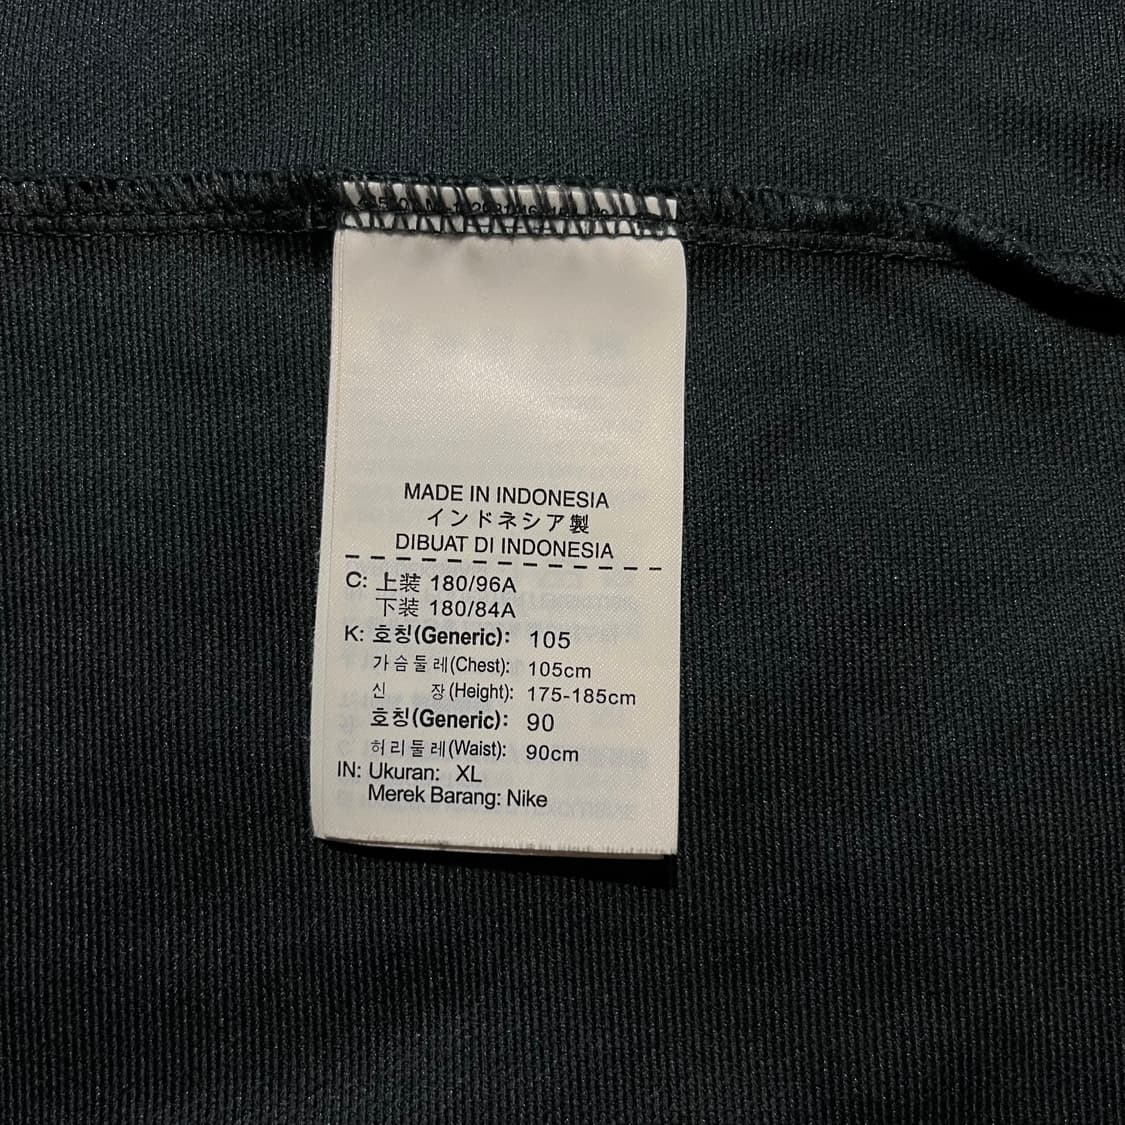 MADE IN INDONESIA
インドネシア製
DIBUAT DI INDONESIA
C: 上装 180/96A
下装 180/84A
K: 호칭(Generic): 105
가슴둘레(Chest): 105cm
신 장(Height): 175-185cm
호칭(Generic): 90
허리둘레(Waist): 90cm
IN: Ukuran: XL
Merek Barang: Nike